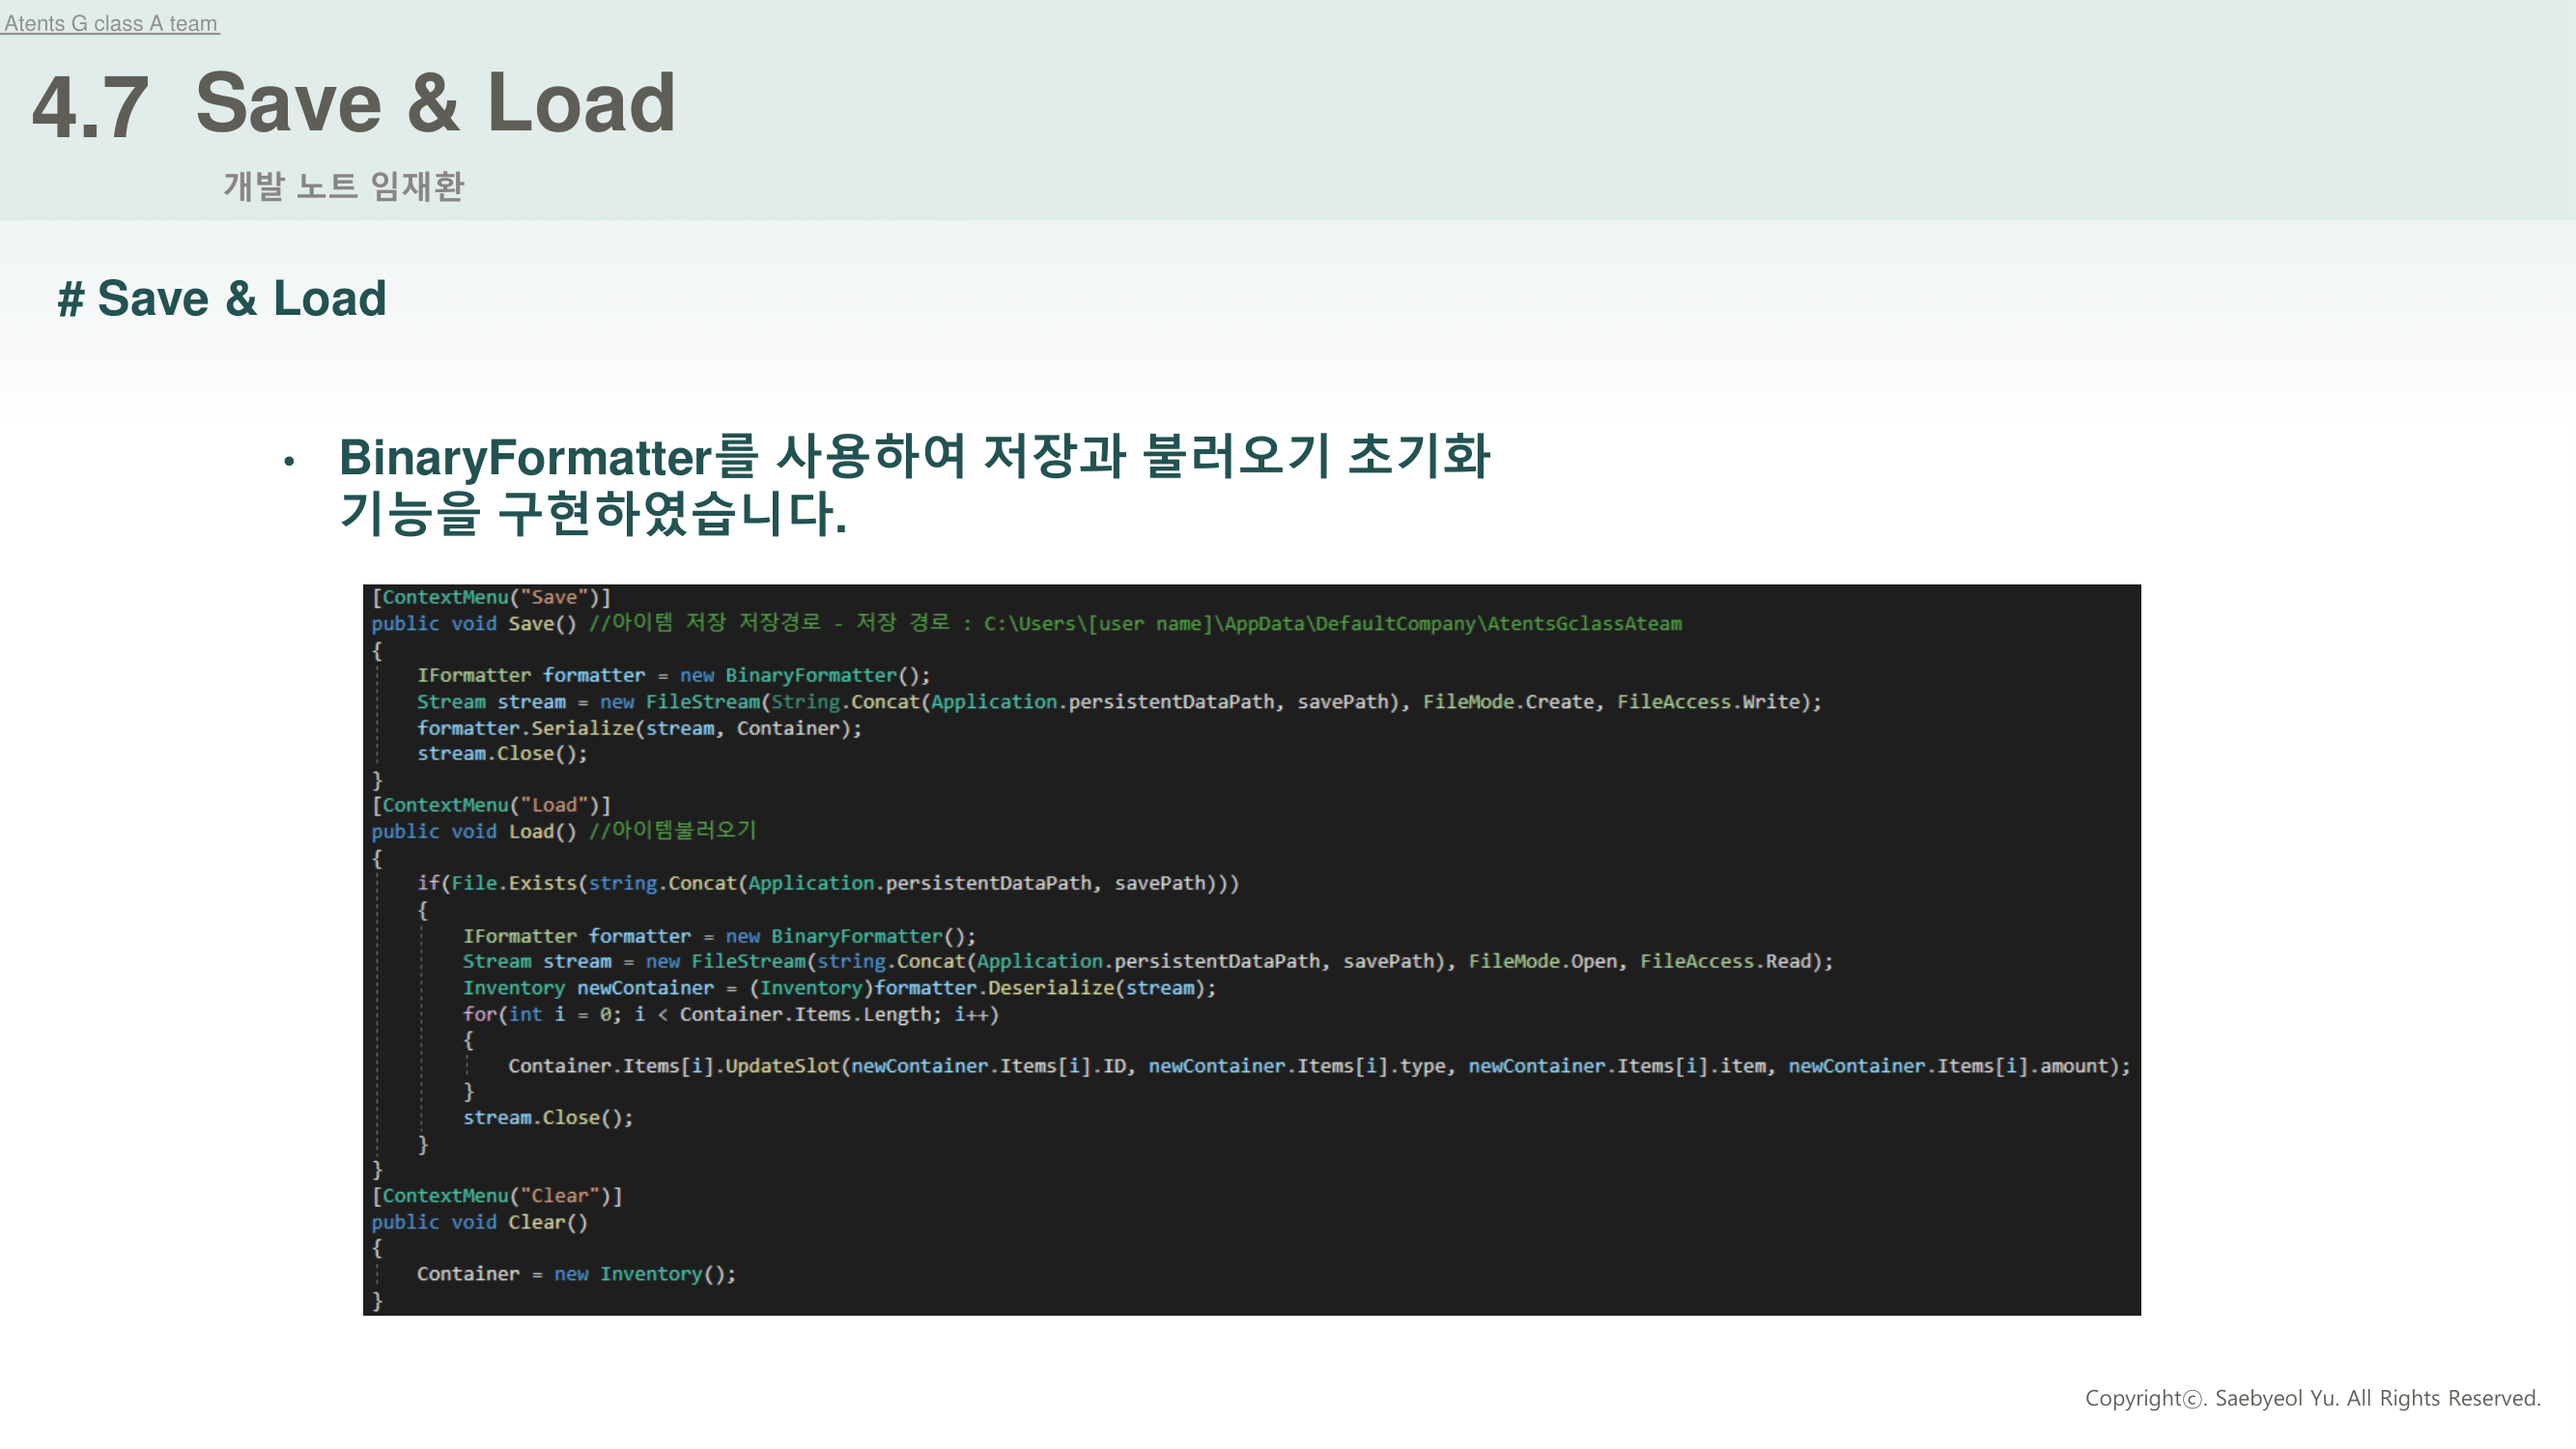 Atents G class A team
4.7 Save & Load
개발 노트 임재환
# Save & Load
• BinaryFormatter를 사용하여 저장과 불러오기 초기화
기능을 구현하였습니다.
[ContextMenu("Save")]
public void Save() //아이템 저장 저장경로 - 저장 경로 : C:\Users\[user name]\AppData\DefaultCompany\AtentsGclassAteam
{
    IFormatter formatter = new BinaryFormatter();
    Stream stream = new FileStream(String.Concat(Application.persistentDataPath, savePath), FileMode.Create, FileAccess.Write);
    formatter.Serialize(stream, Container);
    stream.Close();
}
[ContextMenu("Load")]
public void Load() //아이템불러오기
{
    if(File.Exists(string.Concat(Application.persistentDataPath, savePath)))
    {
        IFormatter formatter = new BinaryFormatter();
        Stream stream = new FileStream(string.Concat(Application.persistentDataPath, savePath), FileMode.Open, FileAccess.Read);
        Inventory newContainer = (Inventory)formatter.Deserialize(stream);
        for(int i = 0; i < Container.Items.Length; i++)
        {
            Container.Items[i].UpdateSlot(newContainer.Items[i].ID, newContainer.Items[i].type, newContainer.Items[i].item, newContainer.Items[i].amount);
        }
        stream.Close();
    }
}
[ContextMenu("Clear")]
public void Clear()
{
    Container = new Inventory();
}
Copyrightⓒ. Saebyeol Yu. All Rights Reserved.